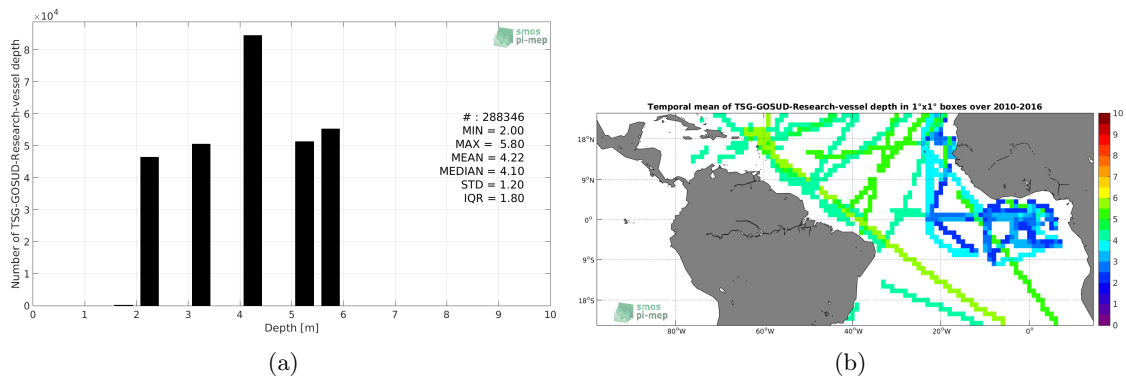 ×10⁴
smos
pi-mep
Number of TSG-GOSUD-Research-vessel depth
8
7
6
5
4
3
2
1
0
# : 288346
MIN = 2.00
MAX = 5.80
MEAN = 4.22
MEDIAN = 4.10
STD = 1.20
IQR = 1.80
0 1 2 3 4 5 6 7 8 9 10
Depth [m]
(a)
Temporal mean of TSG-GOSUD-Research-vessel depth in 1°x1° boxes over 2010-2016
18°N
9°N
0°
9°S
18°S
smos
pi-mep
80°W 60°W 40°W 20°W 0°
10
9
8
7
6
5
4
3
2
1
0
(b)